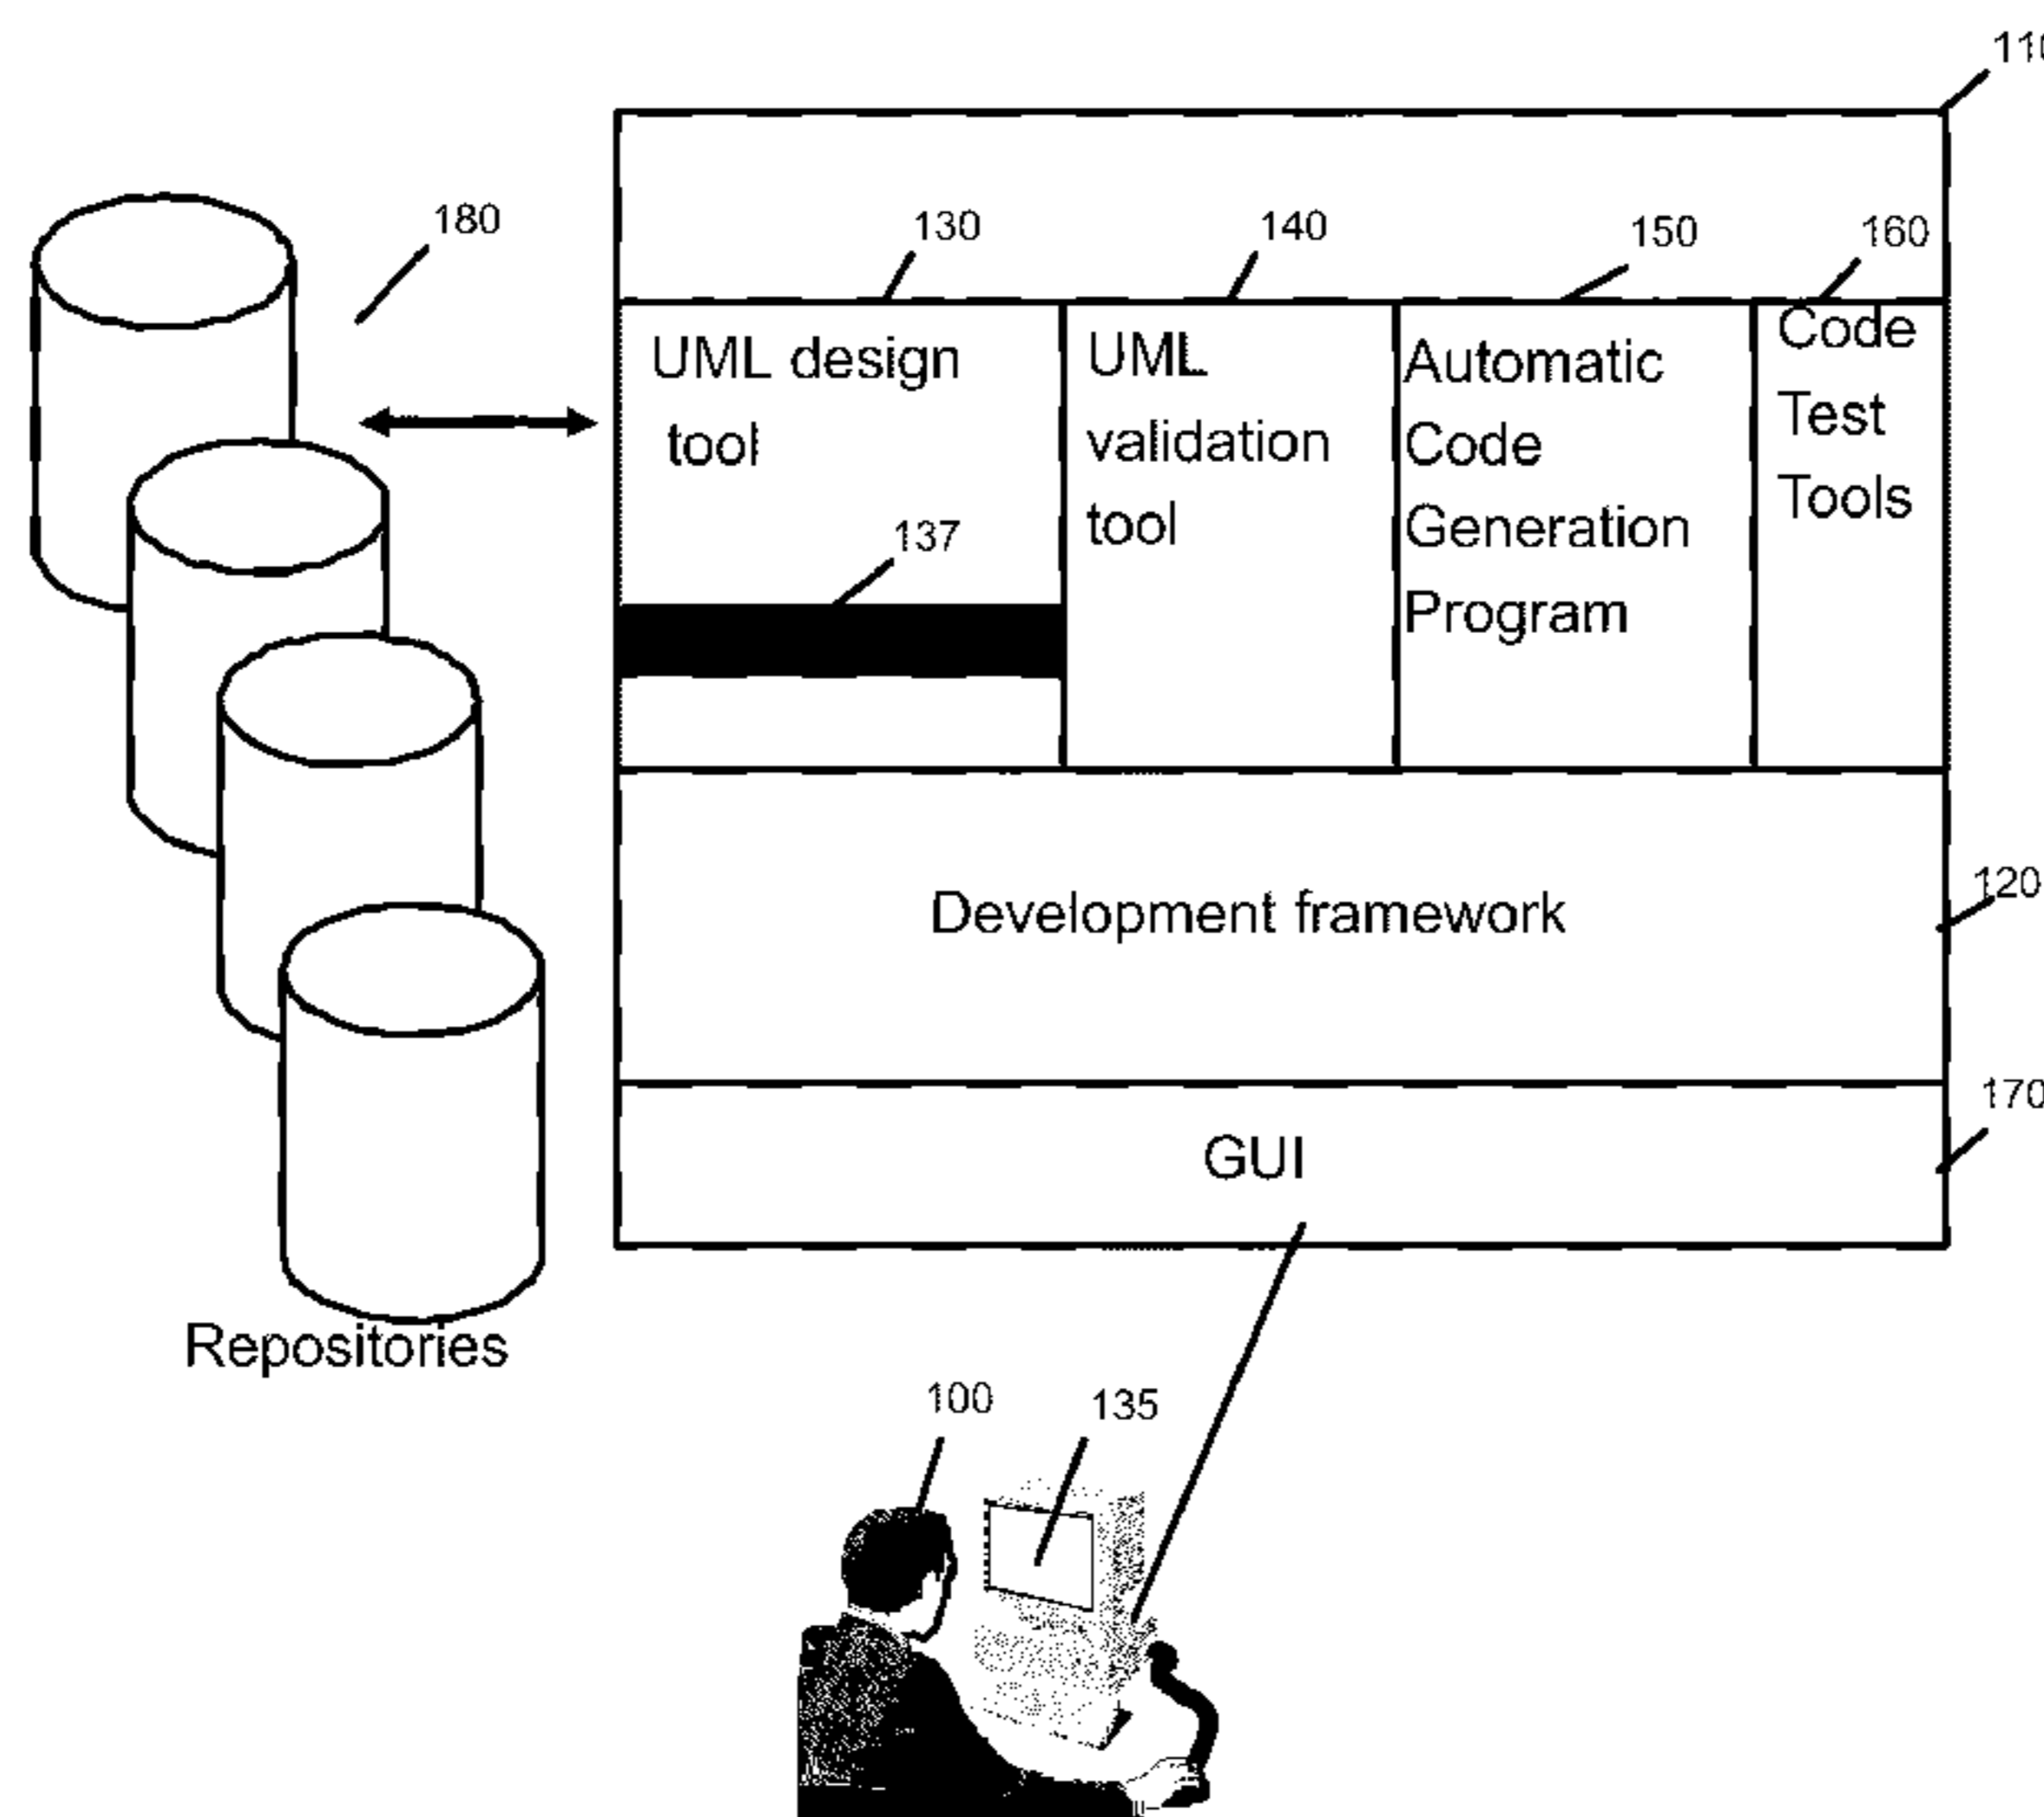 110
180
130
140
150
160
UML design
tool
UML
validation
tool
Automatic
Code
Generation
Program
Code
Test
Tools
137
Development framework
120
170
GUI
Repositories
100
135